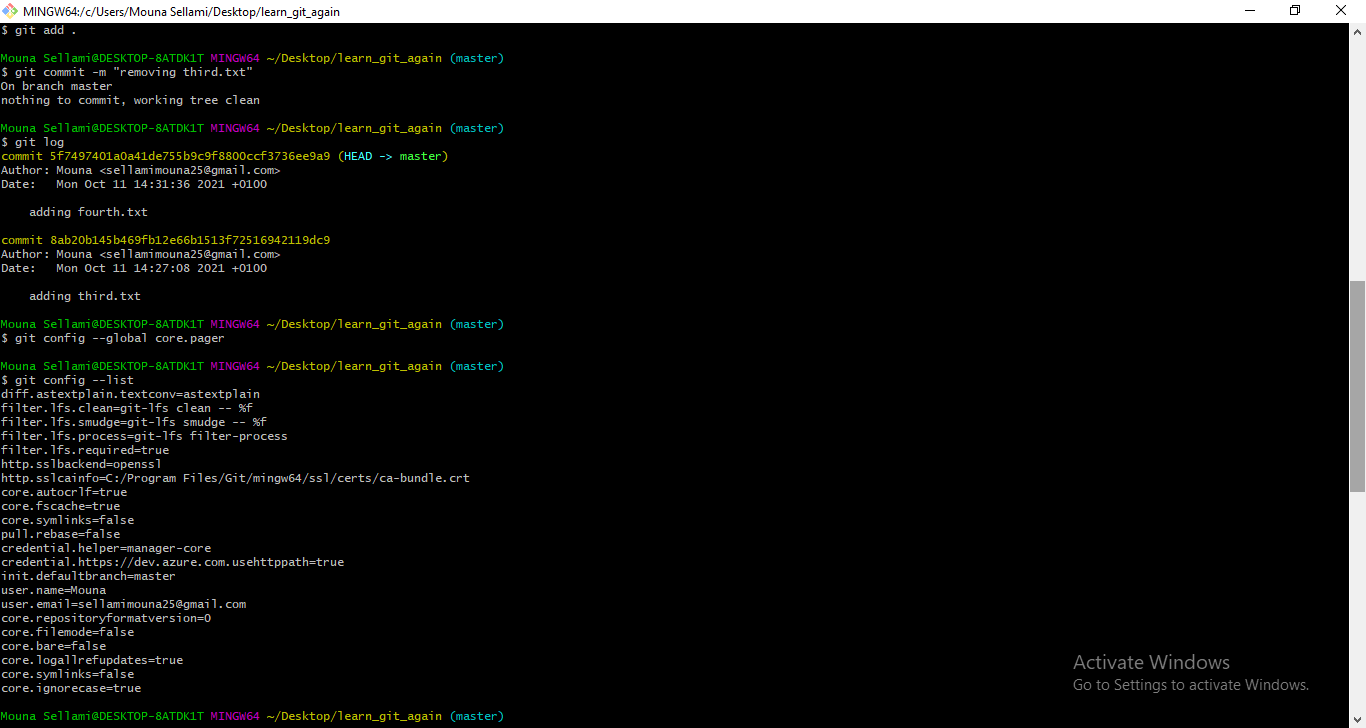 MINGW64:/c/Users/Mouna Sellami/Desktop/learn_git_again
$ git add .
Mouna Sellami@DESKTOP-8ATDK1T MINGW64 ~/Desktop/learn_git_again (master)
$ git commit -m "removing third.txt"
On branch master
nothing to commit, working tree clean
Mouna Sellami@DESKTOP-8ATDK1T MINGW64 ~/Desktop/learn_git_again (master)
$ git log
commit 5f7497401a0a41de755b9c9f8800ccf3736ee9a9 (HEAD -> master)
Author: Mouna <sellamimouna25@gmail.com>
Date:   Mon Oct 11 14:31:36 2021 +0100
    adding fourth.txt
commit 8ab20b145b469fb12e66b1513f72516942119dc9
Author: Mouna <sellamimouna25@gmail.com>
Date:   Mon Oct 11 14:27:08 2021 +0100
    adding third.txt
Mouna Sellami@DESKTOP-8ATDK1T MINGW64 ~/Desktop/learn_git_again (master)
$ git config --global core.pager
Mouna Sellami@DESKTOP-8ATDK1T MINGW64 ~/Desktop/learn_git_again (master)
$ git config --list
diff.astextplain.textconv=astextplain
filter.lfs.clean=git-lfs clean -- %f
filter.lfs.smudge=git-lfs smudge -- %f
filter.lfs.process=git-lfs filter-process
filter.lfs.required=true
http.sslbackend=openssl
http.sslcainfo=C:/Program Files/Git/mingw64/ssl/certs/ca-bundle.crt
core.autocrlf=true
core.fscache=true
core.symlinks=false
pull.rebase=false
credential.helper=manager-core
credential.https://dev.azure.com.usehttppath=true
init.defaultbranch=master
user.name=Mouna
user.email=sellamimouna25@gmail.com
core.repositoryformatversion=0
core.filemode=false
core.bare=false
core.logallrefupdates=true
core.symlinks=false
core.ignorecase=true
Mouna Sellami@DESKTOP-8ATDK1T MINGW64 ~/Desktop/learn_git_again (master)
Activate Windows
Go to Settings to activate Windows.